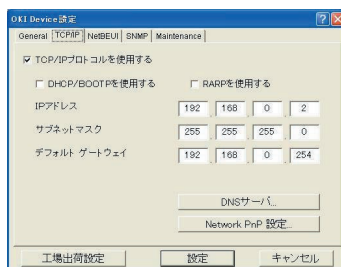 OKI Device設定
General TCP/IP NetBEUI SNMP Maintenance
TCP/IPプロトコルを使用する
DHCP/BOOTPを使用する RARPを使用する
IPアドレス 192 . 168 . 0 . 2
サブネットマスク 255 . 255 . 255 . 0
デフォルト ゲートウェイ 192 . 168 . 0 . 254
DNSサーバ...
Network PnP 設定...
工場出荷設定 設定 キャンセル